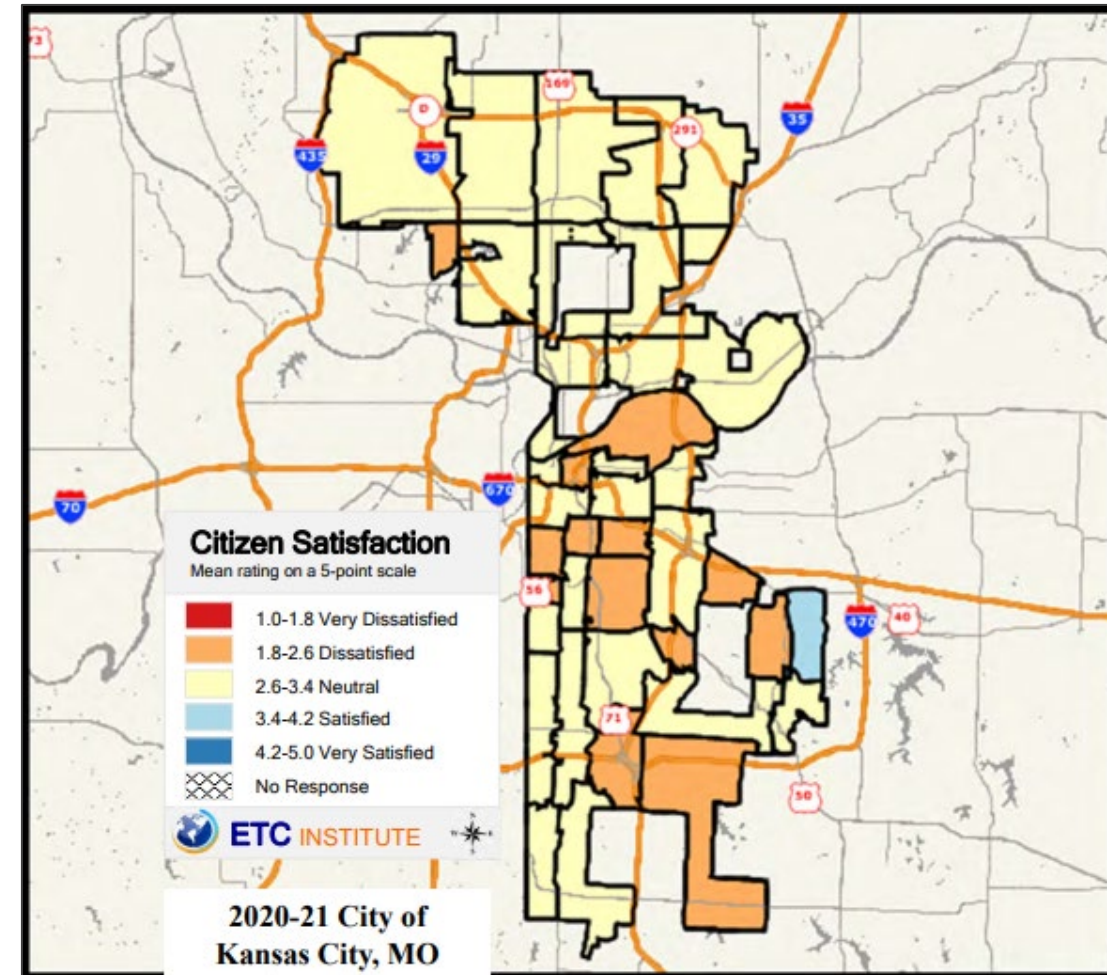 73
169
D
291
35
435
29
70
670
56
470
40
71
50
Citizen Satisfaction
Mean rating on a 5-point scale
1.0-1.8 Very Dissatisfied
1.8-2.6 Dissatisfied
2.6-3.4 Neutral
3.4-4.2 Satisfied
4.2-5.0 Very Satisfied
No Response
ETC INSTITUTE
2020-21 City of
Kansas City, MO